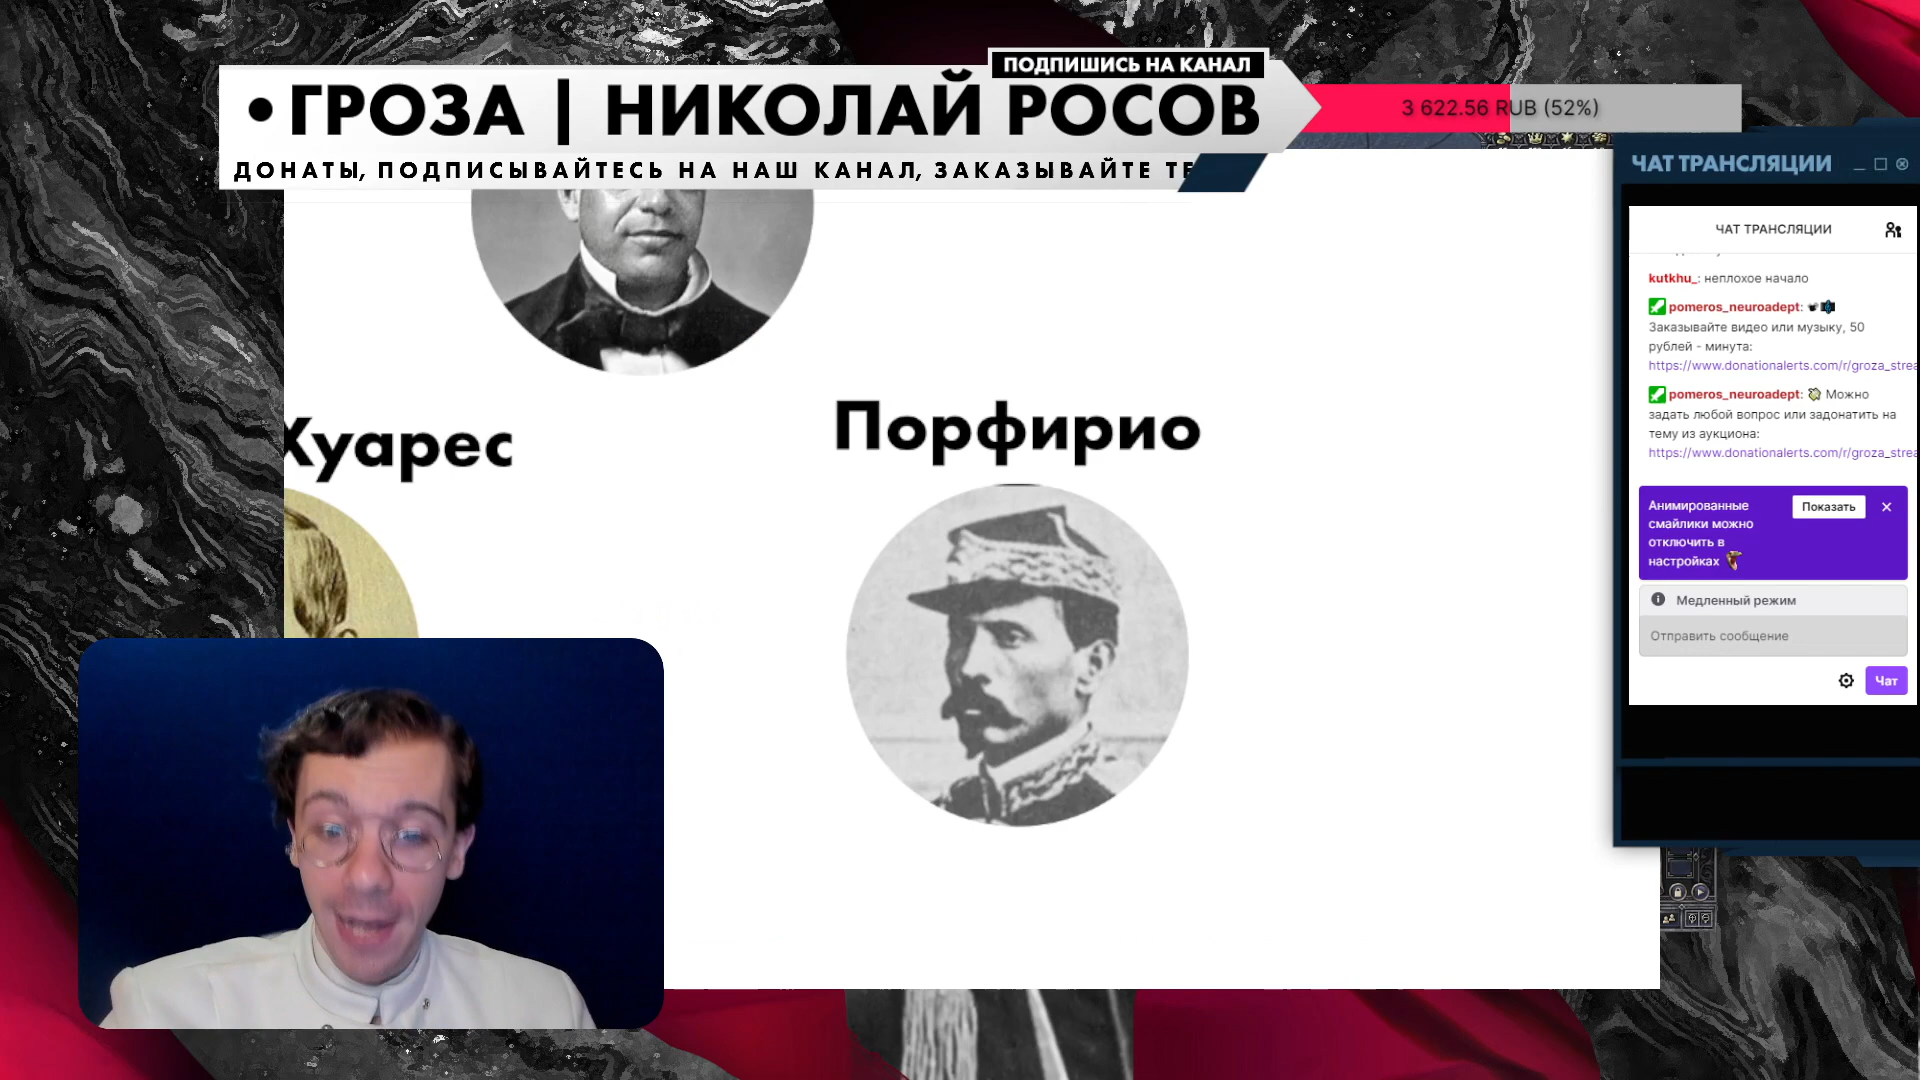 ПОДПИШИСЬ НА КАНАЛ
•ГРОЗА | НИКОЛАЙ РОСОВ
3 622.56 RUB (52%)
ДОНАТЫ, ПОДПИСЫВАЙТЕСЬ НА НАШ КАНАЛ, ЗАКАЗЫВАЙТЕ ТЕ
Хуарес
Порфирио
ЧАТ ТРАНСЛЯЦИИ
ЧАТ ТРАНСЛЯЦИИ
kutkhu_: неплохое начало
pomeros_neuroadept:
Заказывайте видео или музыку, 50
рублей - минута:
https://www.donationalerts.com/r/groza_strea
pomeros_neuroadept: Можно
задать любой вопрос или задонатить на
тему из аукциона:
https://www.donationalerts.com/r/groza_strea
Анимированные
смайлики можно
отключить в
настройках
Показать
Медленный режим
Отправить сообщение
Чат